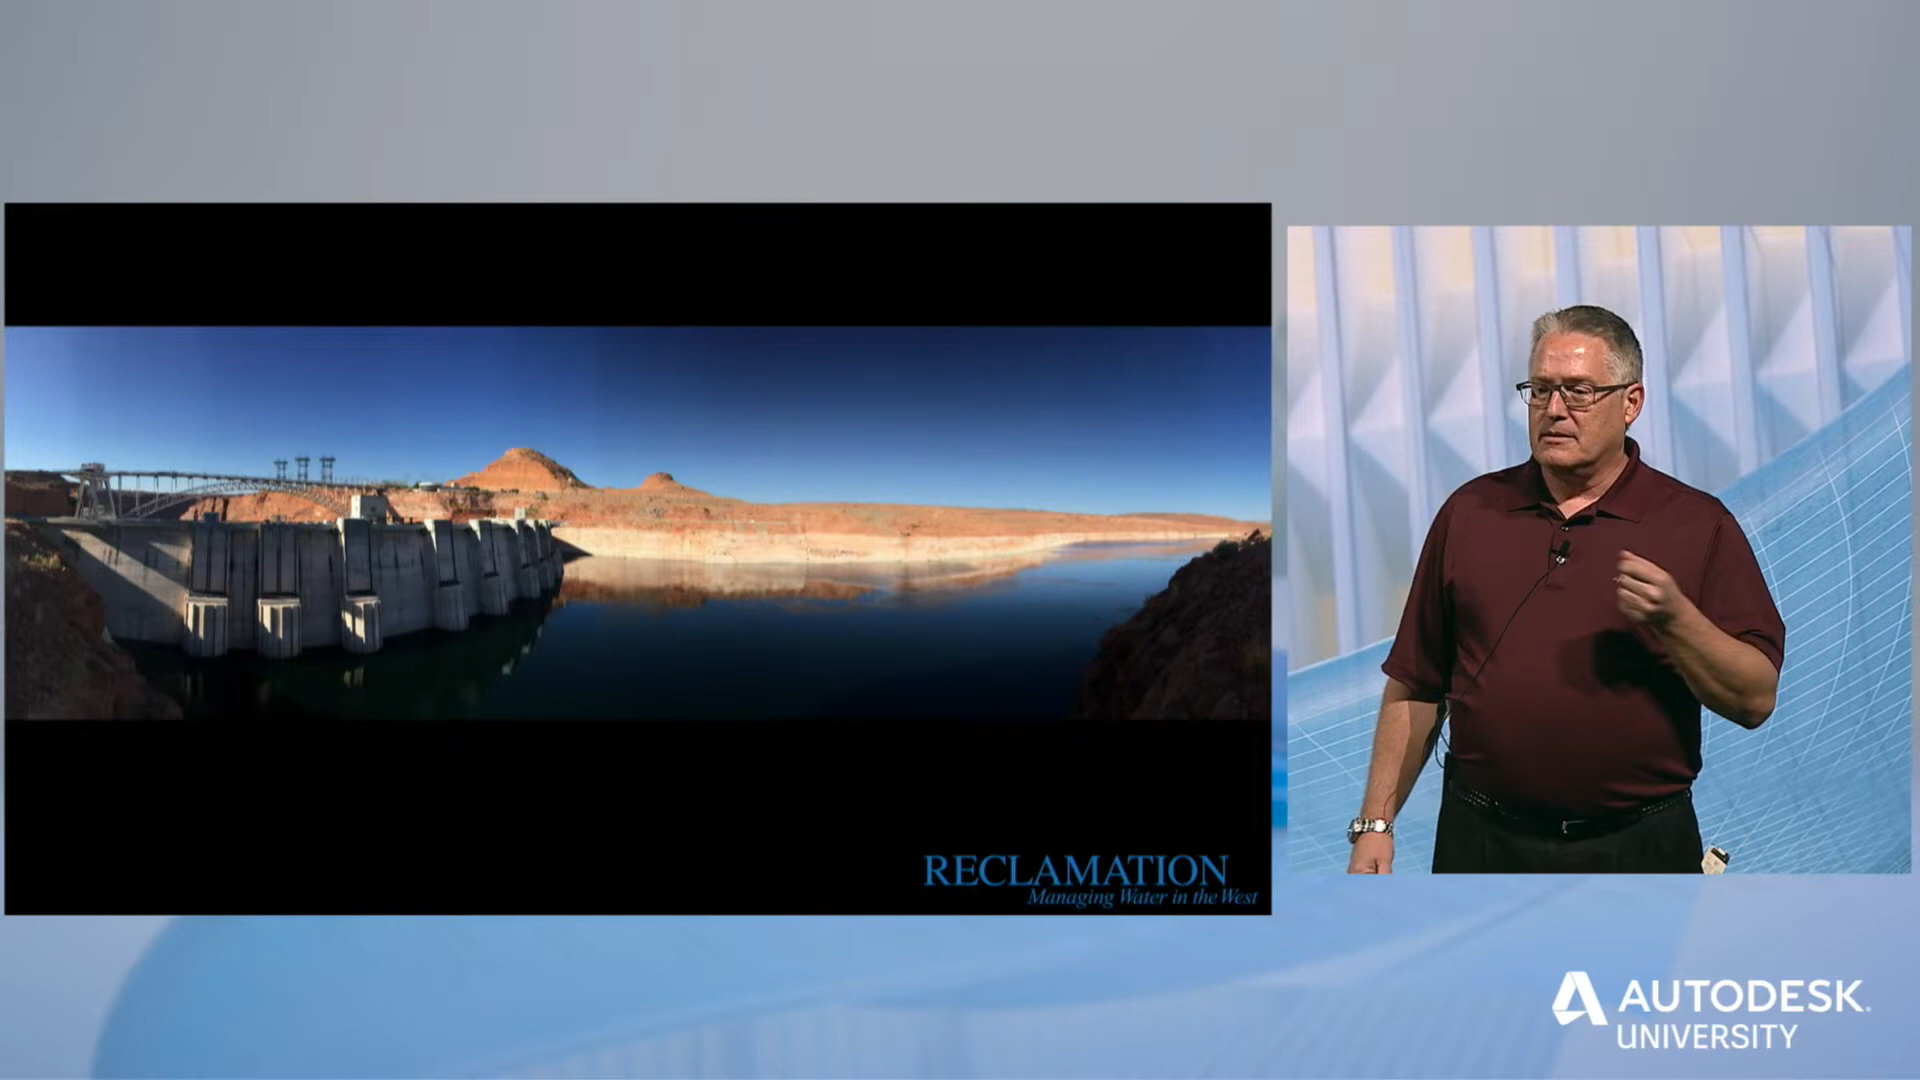 RECLAMATION
Managing Water in the West
AUTODESK
UNIVERSITY